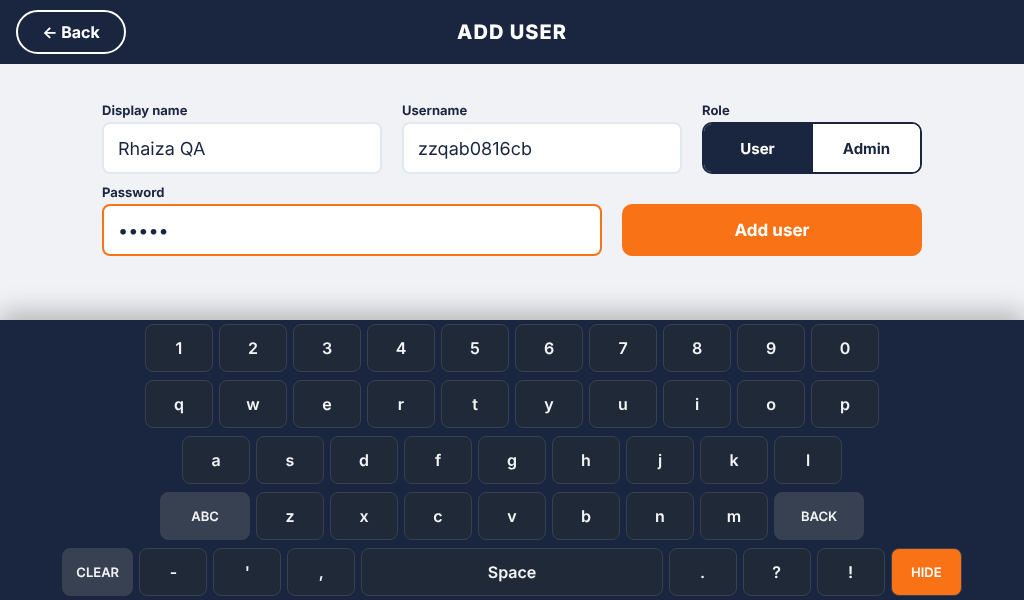 ← Back
ADD USER
Display name Username Role
Rhaiza QA zzqab0816cb User Admin
Password
••••• Add user
1 2 3 4 5 6 7 8 9 0
q w e r t y u i o p
a s d f g h j k l
ABC z x c v b n m BACK
CLEAR - ' , Space . ? ! HIDE